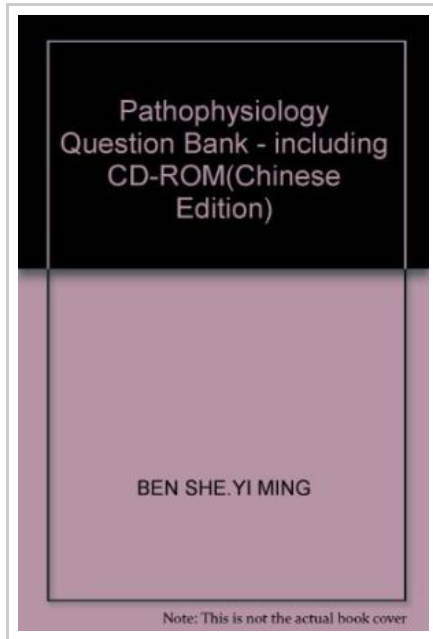 Pathophysiology
Question Bank - including
CD-ROM(Chinese
Edition)
BEN SHE.YI MING
Note: This is not the actual book cover